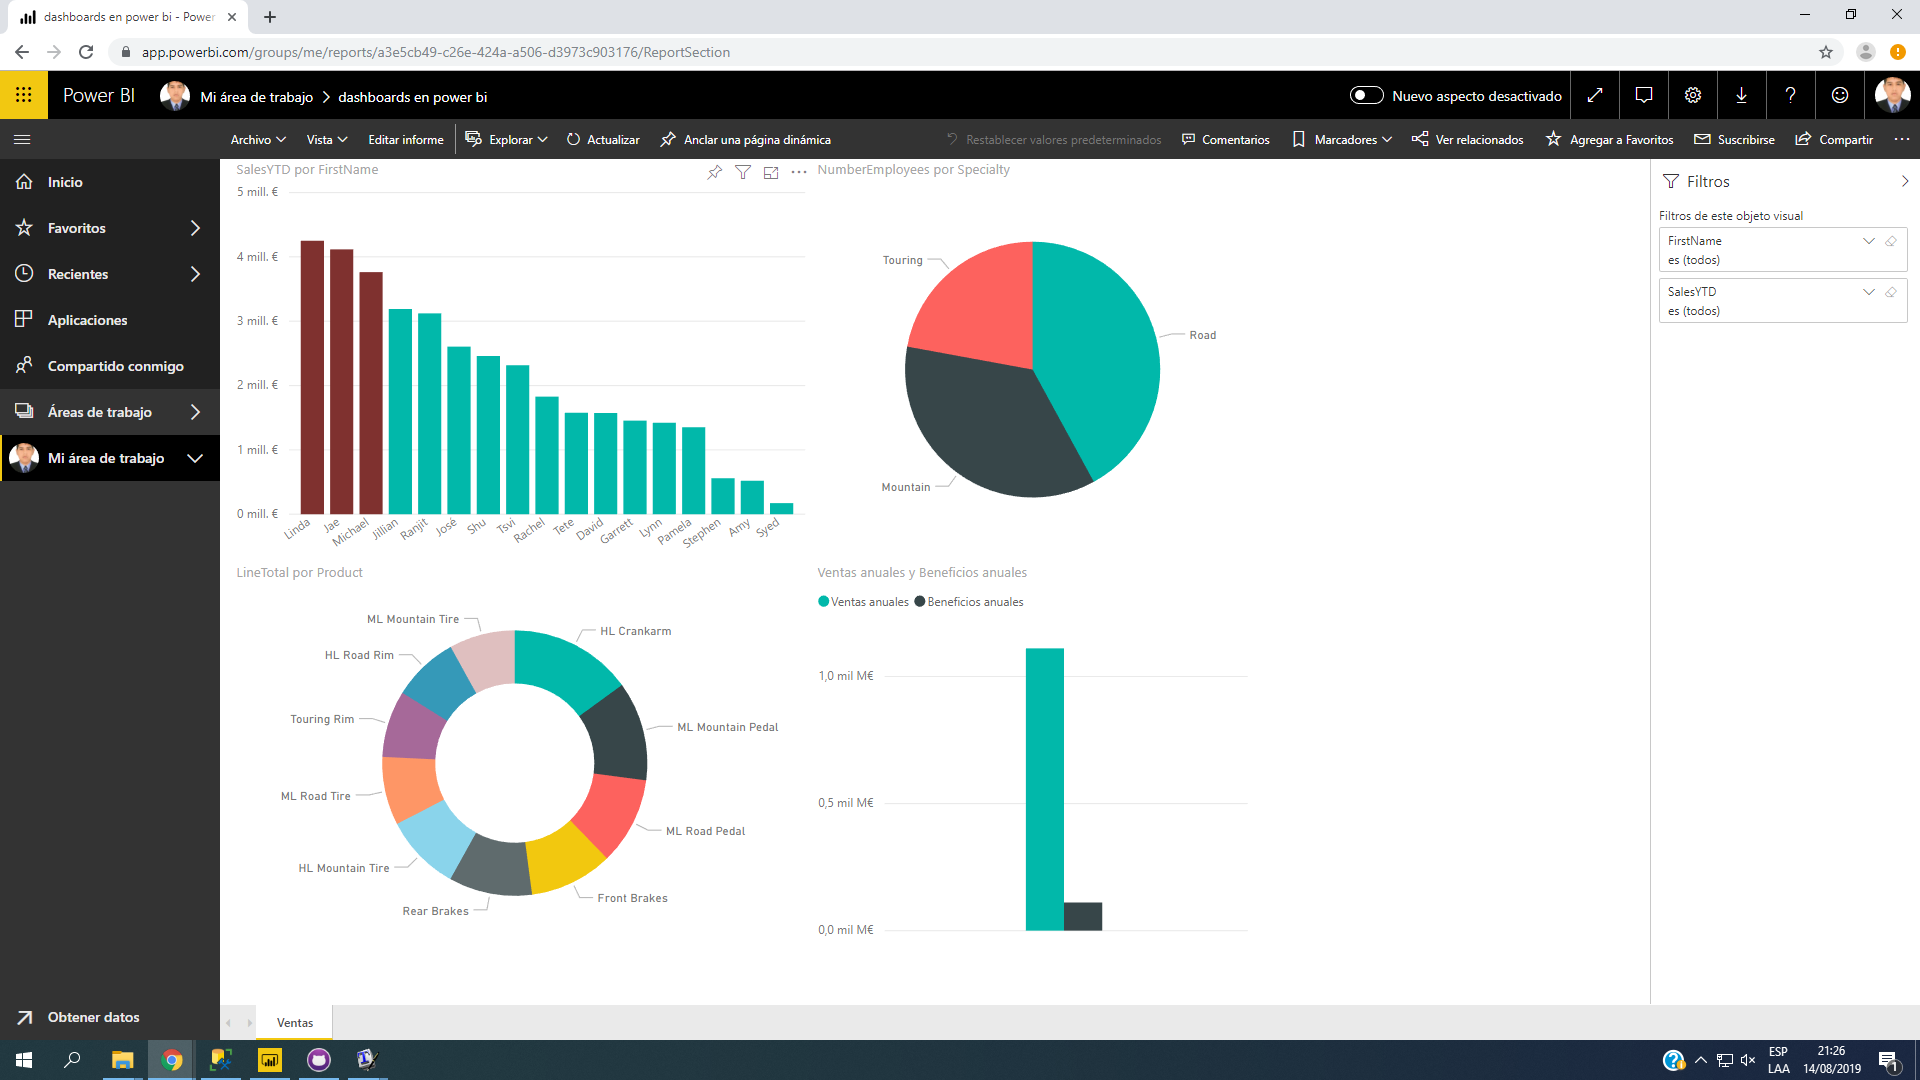 dashboards en power bi - Power
app.powerbi.com/groups/me/reports/a3e5cb49-c26e-424a-a506-d3973c903176/ReportSection
Power BI
Mi área de trabajo > dashboards en power bi
Nuevo aspecto desactivado
Archivo
Vista
Editar informe
Explorar
Actualizar
Anclar una página dinámica
Restablecer valores predeterminados
Comentarios
Marcadores
Ver relacionados
Agregar a Favoritos
Suscribirse
Compartir
Inicio
Favoritos
Recientes
Aplicaciones
Compartido conmigo
Áreas de trabajo
Mi área de trabajo
Obtener datos
SalesYTD por FirstName
5 mill. €
4 mill. €
3 mill. €
2 mill. €
1 mill. €
0 mill. €
Linda
Jae
Michael
Jillian
Ranjit
José
Shu
Tsvi
Rachel
Tete
David
Garrett
Lynn
Pamela
Stephen
Amy
Syed
NumberEmployees por Specialty
Touring
Road
Mountain
LineTotal por Product
ML Mountain Tire
HL Crankarm
HL Road Rim
Touring Rim
ML Mountain Pedal
ML Road Tire
ML Road Pedal
HL Mountain Tire
Front Brakes
Rear Brakes
Ventas anuales y Beneficios anuales
Ventas anuales
Beneficios anuales
1,0 mil M€
0,5 mil M€
0,0 mil M€
Filtros
Filtros de este objeto visual
FirstName
es (todos)
SalesYTD
es (todos)
Ventas
ESP
LAA
21:26
14/08/2019
1